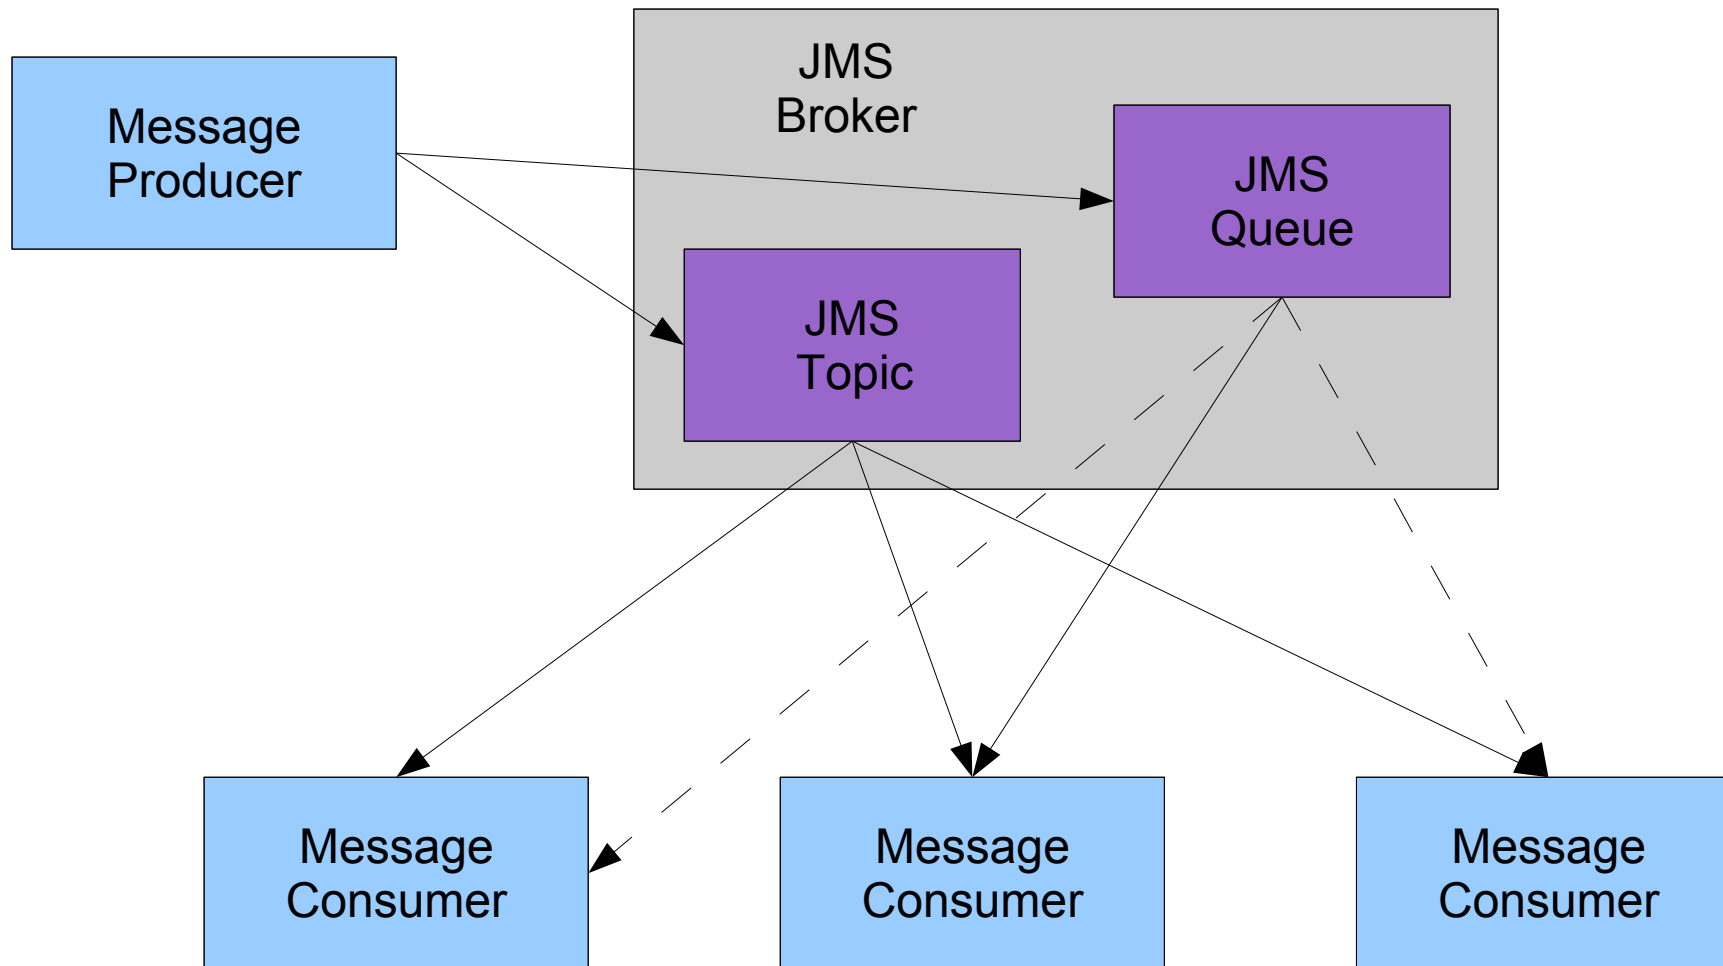 JMS
Broker
Message
Producer
JMS
Queue
JMS
Topic
Message
Consumer
Message
Consumer
Message
Consumer